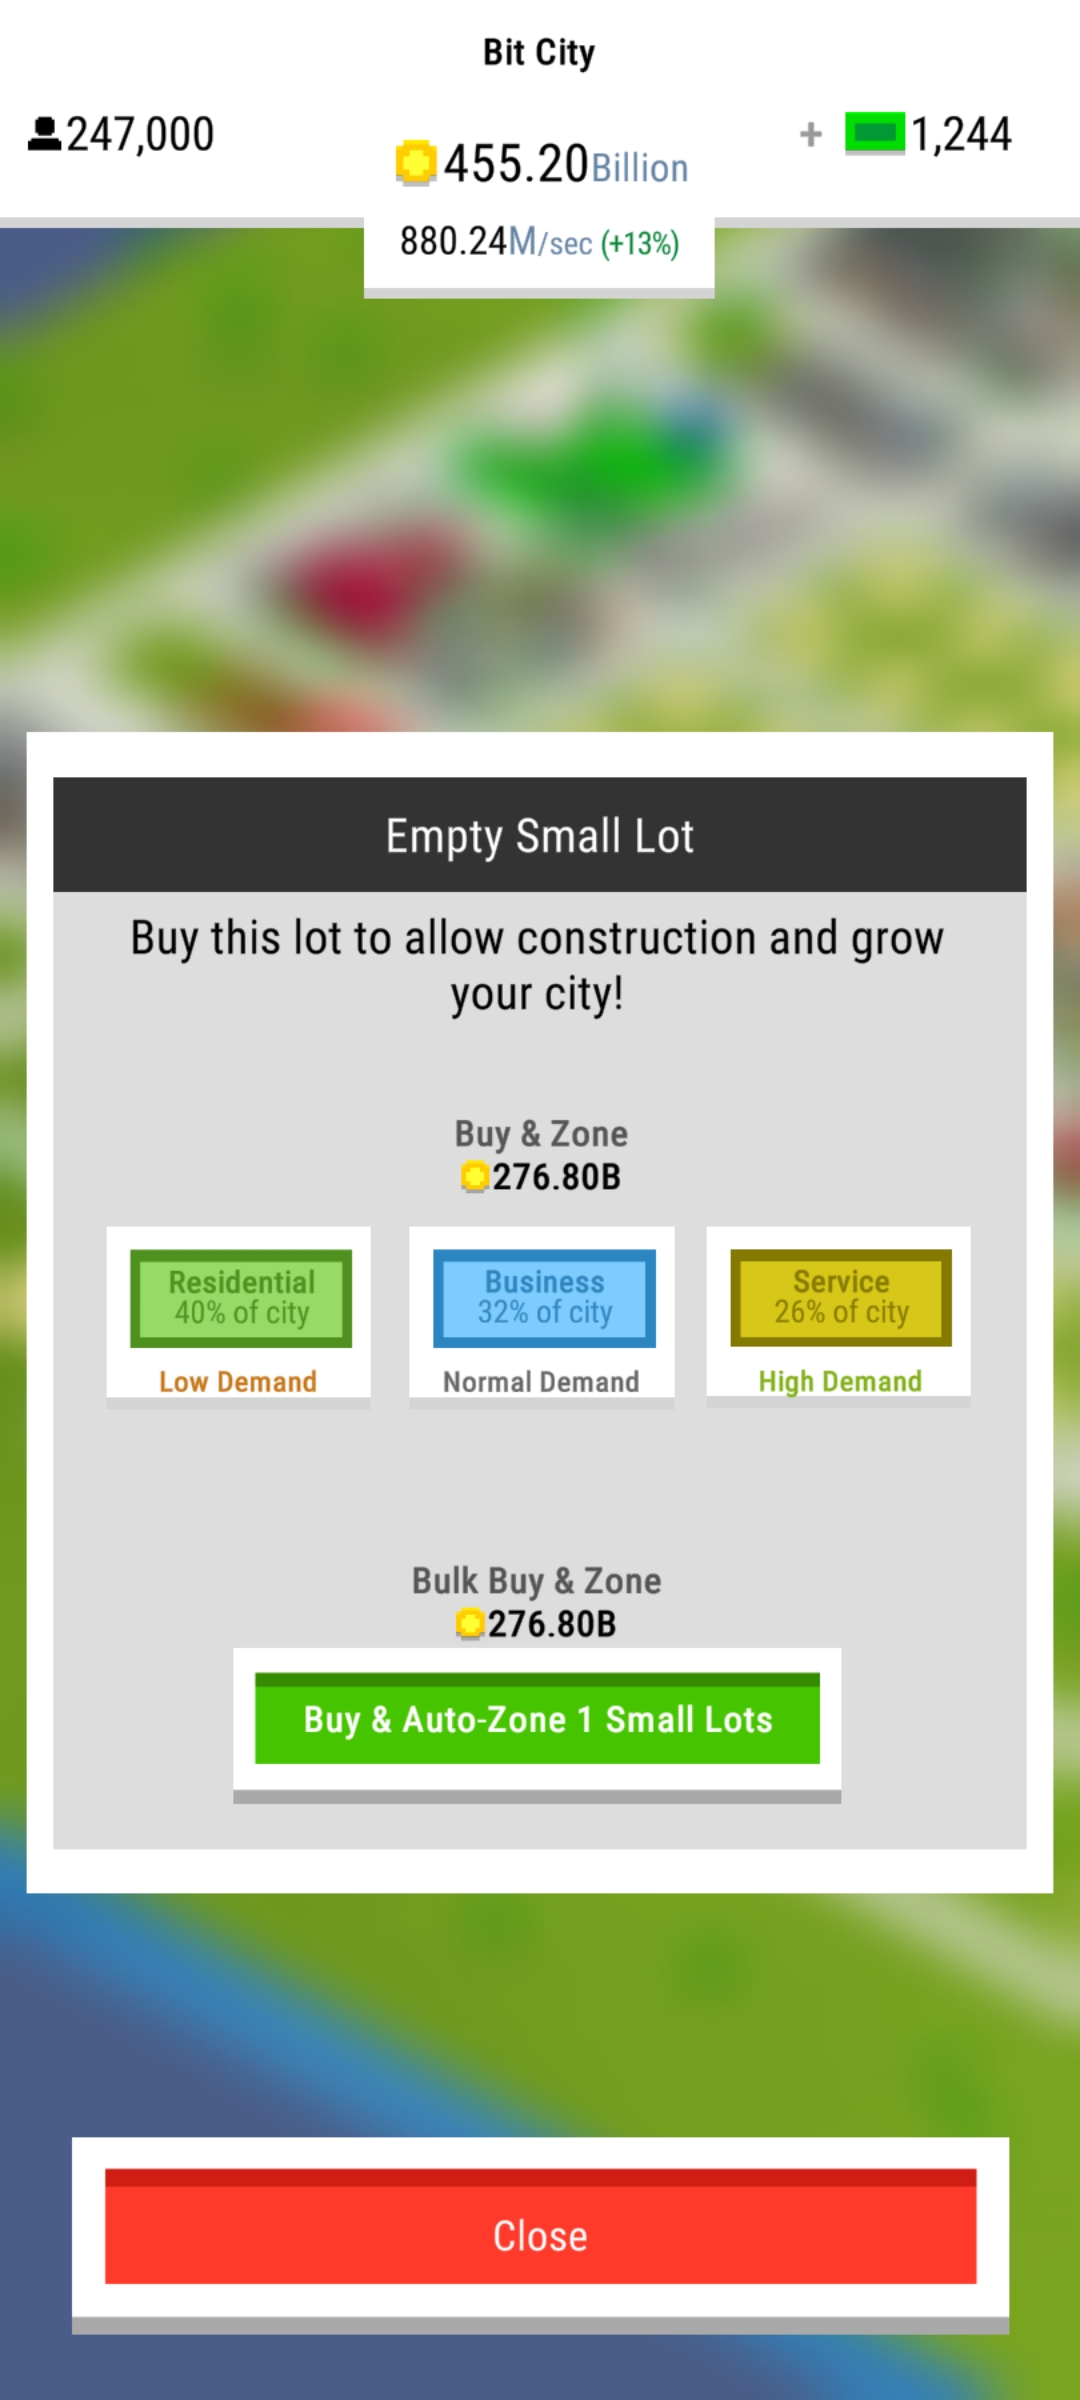 Bit City
247,000
455.20Billion
+ 1,244
880.24M/sec (+13%)
Empty Small Lot
Buy this lot to allow construction and grow
your city!
Buy & Zone
276.80B
Residential
40% of city
Low Demand
Business
32% of city
Normal Demand
Service
26% of city
High Demand
Bulk Buy & Zone
276.80B
Buy & Auto-Zone 1 Small Lots
Close